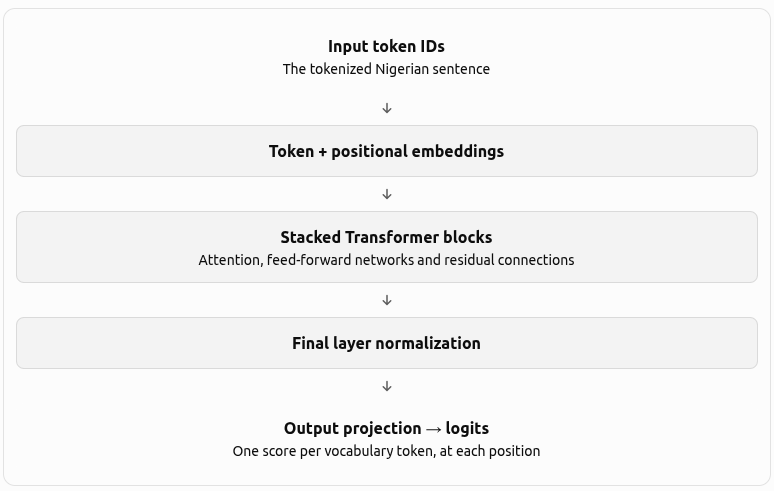 Input token IDs
The tokenized Nigerian sentence
↓
Token + positional embeddings
↓
Stacked Transformer blocks
Attention, feed-forward networks and residual connections
↓
Final layer normalization
↓
Output projection → logits
One score per vocabulary token, at each position